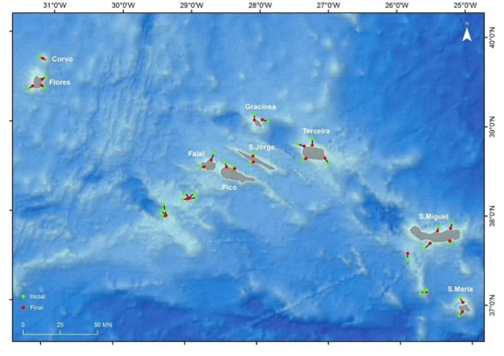 31°0'W 30°0'W 29°0'W 28°0'W 27°0'W 26°0'W 25°0'W
N
40°0'N
Corvo
Flores
Graciosa
39°0'N
Terceira
S.Jorge
Faial
Pico
38°0'N
S.Miguel
S.Maria
37°0'N
Initial
Final
0 25 50 MN